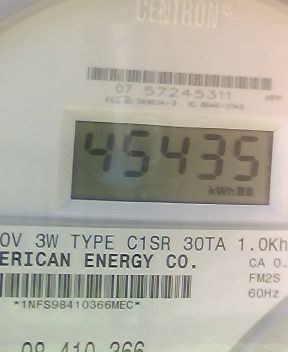 CENTRON®
07 57245311
45435
kWh
0V 3W TYPE C1SR 30TA 1.0Kh
ERICAN ENERGY CO.
CA 0.
FM2S
*1NFS98410366MEC*
60Hz
98 410 366